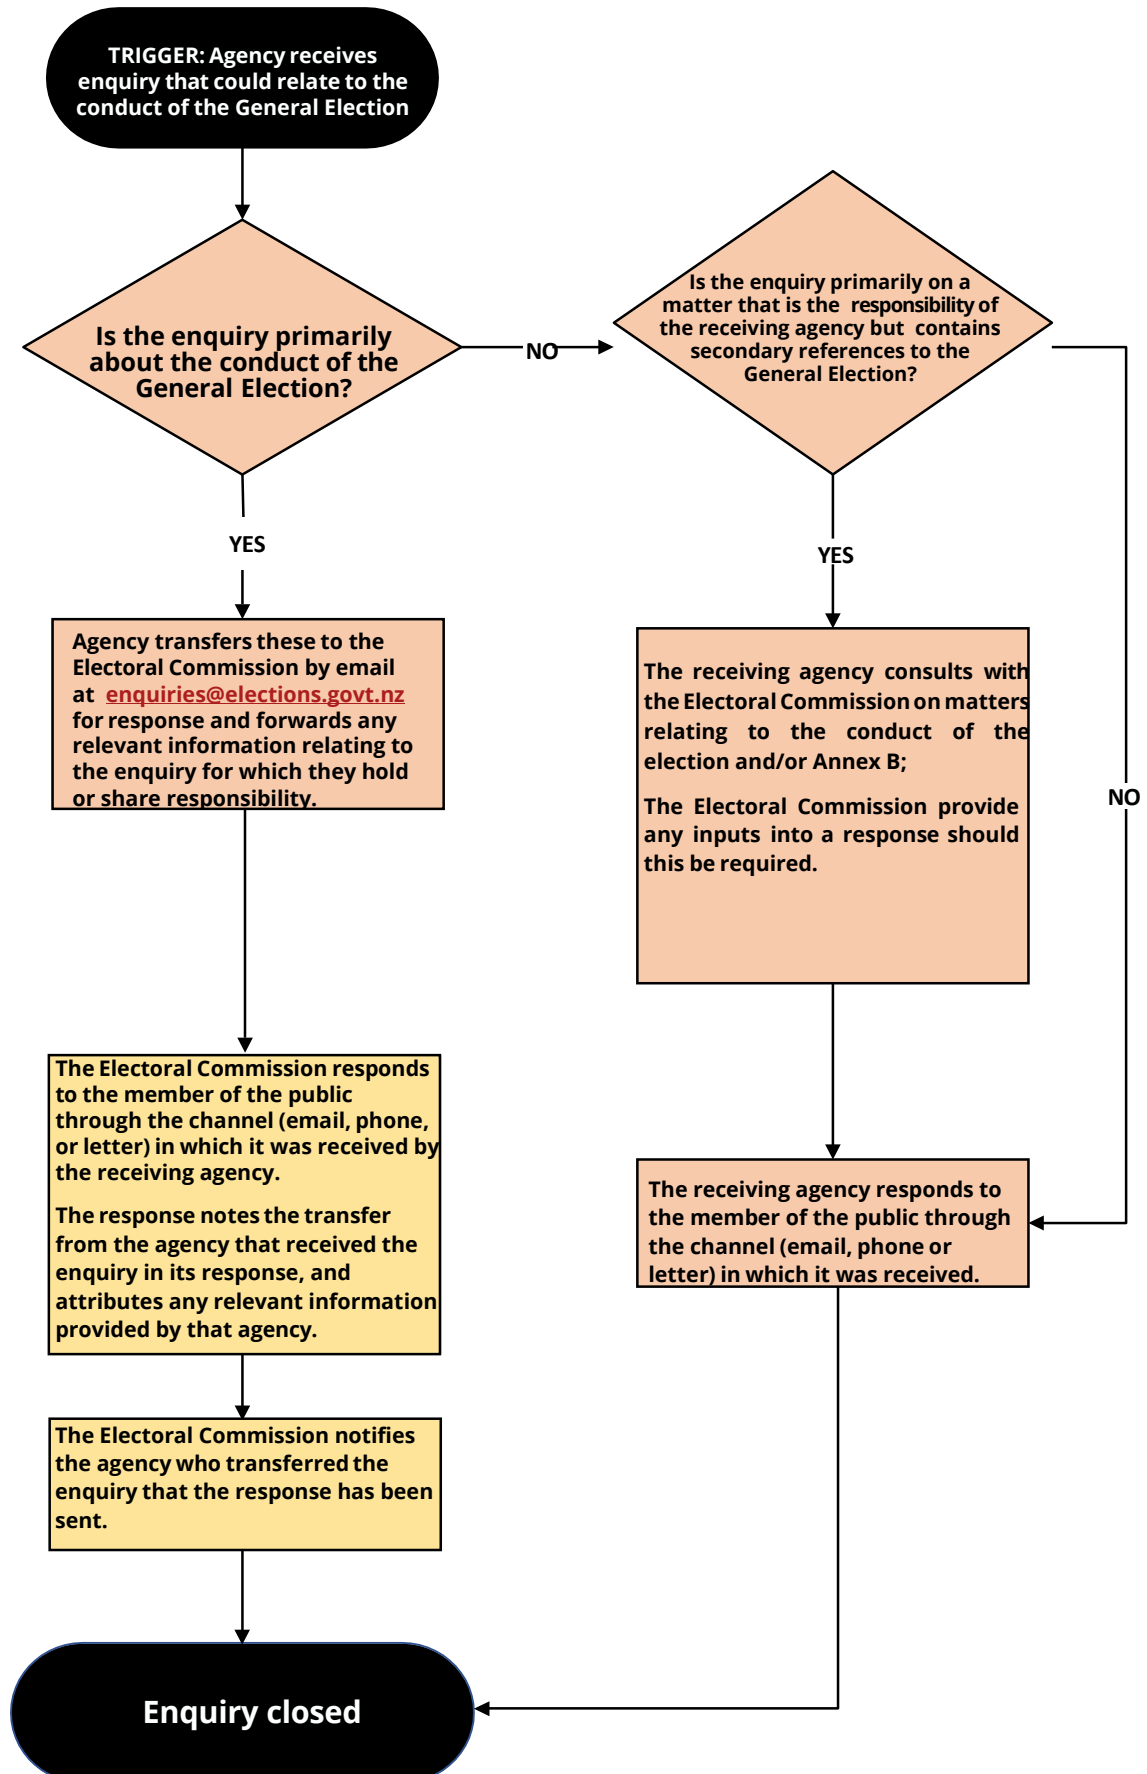 TRIGGER: Agency receives
enquiry that could relate to the
conduct of the General Election
Is the enquiry primarily
about the conduct of the
General Election?
NO
Is the enquiry primarily on a
matter that is the responsibility of
the receiving agency but contains
secondary references to the
General Election?
YES
YES
Agency transfers these to the
Electoral Commission by email
at enquiries@elections.govt.nz
for response and forwards any
relevant information relating to
the enquiry for which they hold
or share responsibility.
The receiving agency consults with
the Electoral Commission on matters
relating to the conduct of the
election and/or Annex B;
The Electoral Commission provide
any inputs into a response should
this be required.
NO
The Electoral Commission responds
to the member of the public
through the channel (email, phone,
or letter) in which it was received by
the receiving agency.
The response notes the transfer
from the agency that received the
enquiry in its response, and
attributes any relevant information
provided by that agency.
The receiving agency responds to
the member of the public through
the channel (email, phone or
letter) in which it was received.
The Electoral Commission notifies
the agency who transferred the
enquiry that the response has been
sent.
Enquiry closed